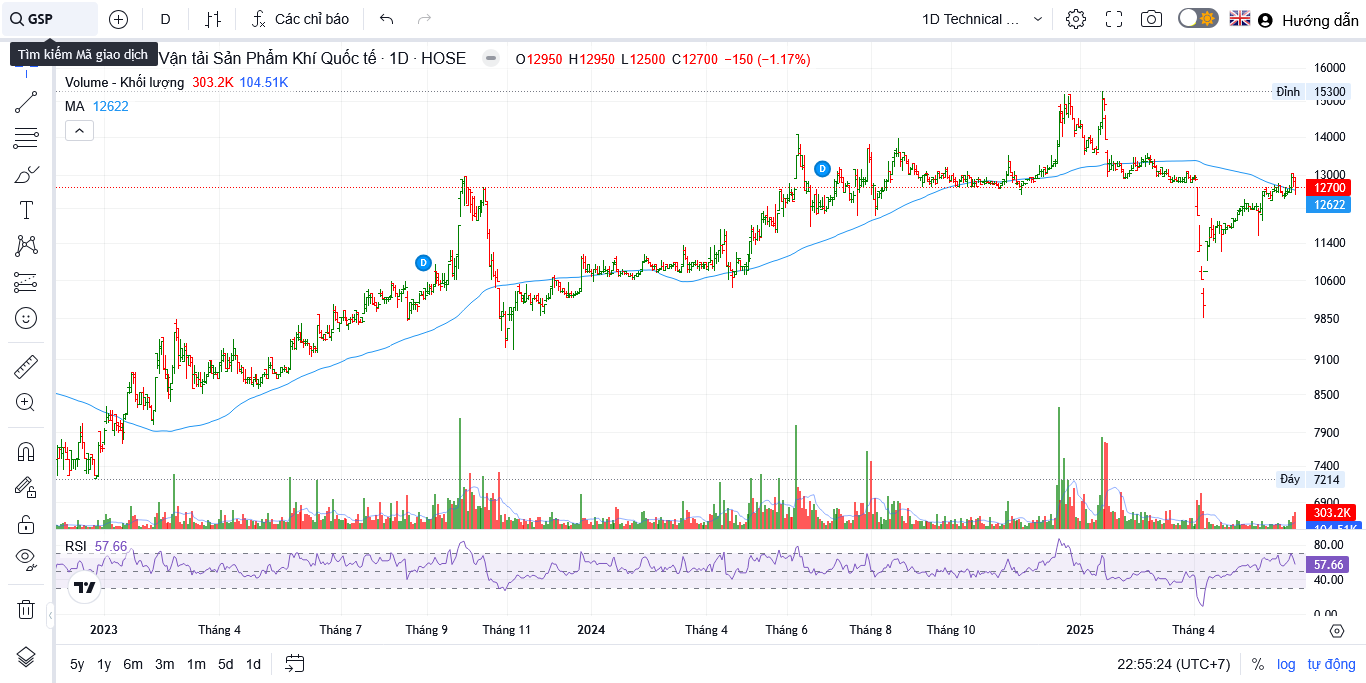 GSP
D
Các chỉ báo
1D Technical ...
Hướng dẫn
Tìm kiếm Mã giao dịch
Vận tải Sản Phẩm Khí Quốc tế · 1D · HOSE
O12950 H12950 L12500 C12700 −150 (−1.17%)
Volume - Khối lượng 303.2K 104.51K
MA 12622
16000
Đỉnh 15300
15000
14000
13000
12700
12622
11400
10600
9850
9100
8500
7900
7400
Đáy 7214
6900
303.2K
104.51K
D
D
RSI 57.66
80.00
57.66
40.00
0.00
2023 Tháng 4 Tháng 7 Tháng 9 Tháng 11 2024 Tháng 4 Tháng 6 Tháng 8 Tháng 10 2025 Tháng 4
5y 1y 6m 3m 1m 5d 1d
22:55:24 (UTC+7) % log tự động